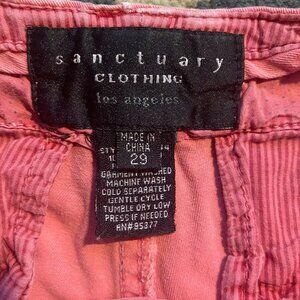 sanctuary
CLOTHING
los angeles
MADE IN
CHINA
29
GARMENT WASHED
MACHINE WASH
COLD SEPARATELY
GENTLE CYCLE
TUMBLE DRY LOW
PRESS IF NEEDED
RN#95377